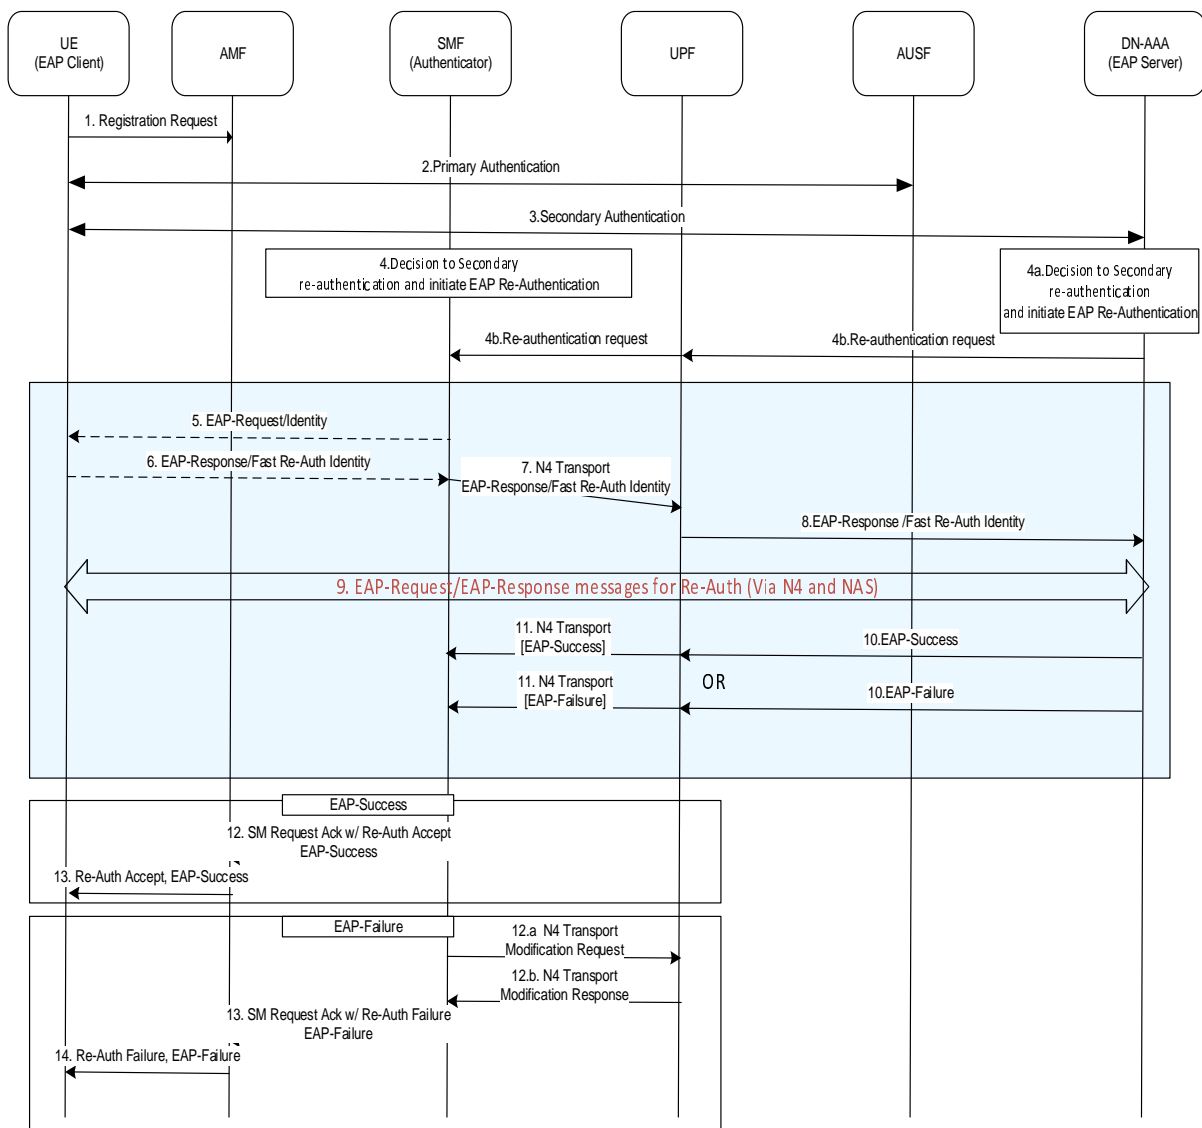 UE
(EAP Client)
AMF
SMF
(Authenticator)
UPF
AUSF
DN-AAA
(EAP Server)
1. Registration Request
2.Primary Authentication
3.Secondary Authentication
4.Decision to Secondary
re-authentication and initiate EAP Re-Authentication
4a.Decision to Secondary
re-authentication
and initiate EAP Re-Authentication
4b.Re-authentication request
4b.Re-authentication request
5. EAP-Request/Identity
6. EAP-Response/Fast Re-Auth Identity
7. N4 Transport
EAP-Response/Fast Re-Auth Identity
8.EAP-Response /Fast Re-Auth Identity
9. EAP-Request/EAP-Response messages for Re-Auth (Via N4 and NAS)
11. N4 Transport
[EAP-Success]
10.EAP-Success
OR
11. N4 Transport
[EAP-Failsure]
10.EAP-Failure
EAP-Success
12. SM Request Ack w/ Re-Auth Accept
EAP-Success
13. Re-Auth Accept, EAP-Success
EAP-Failure
12.a N4 Transport
Modification Request
12.b. N4 Transport
Modification Response
13. SM Request Ack w/ Re-Auth Failure
EAP-Failure
14. Re-Auth Failure, EAP-Failure